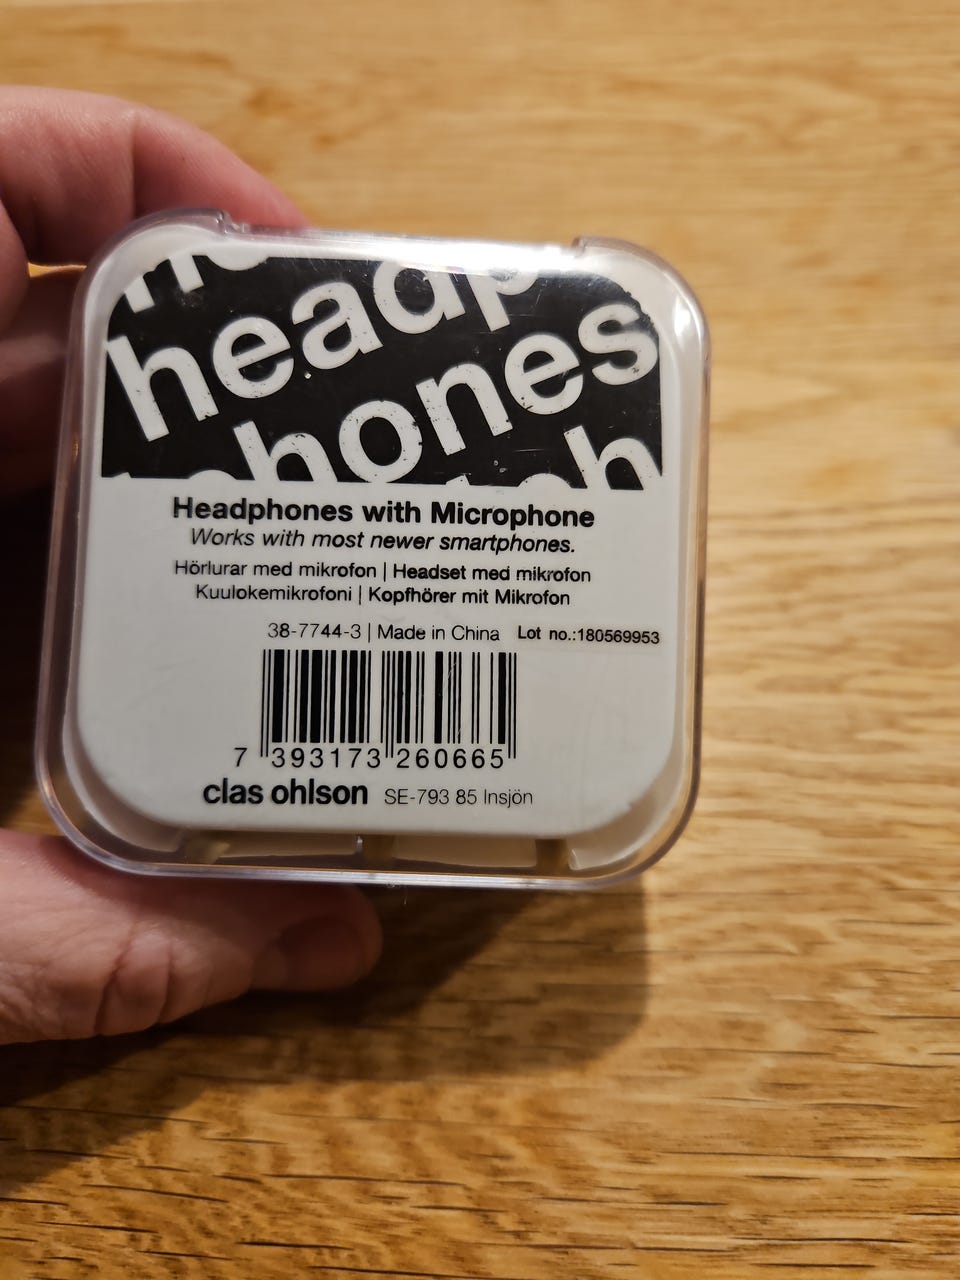 headp
phones
Headphones with Microphone
Works with most newer smartphones.
Hörlurar med mikrofon | Headset med mikrofon
Kuulokemikrofoni | Kopfhörer mit Mikrofon
38-7744-3 | Made in China Lot no.:180569953
7 393173 260665
clas ohlson SE-793 85 Insjön